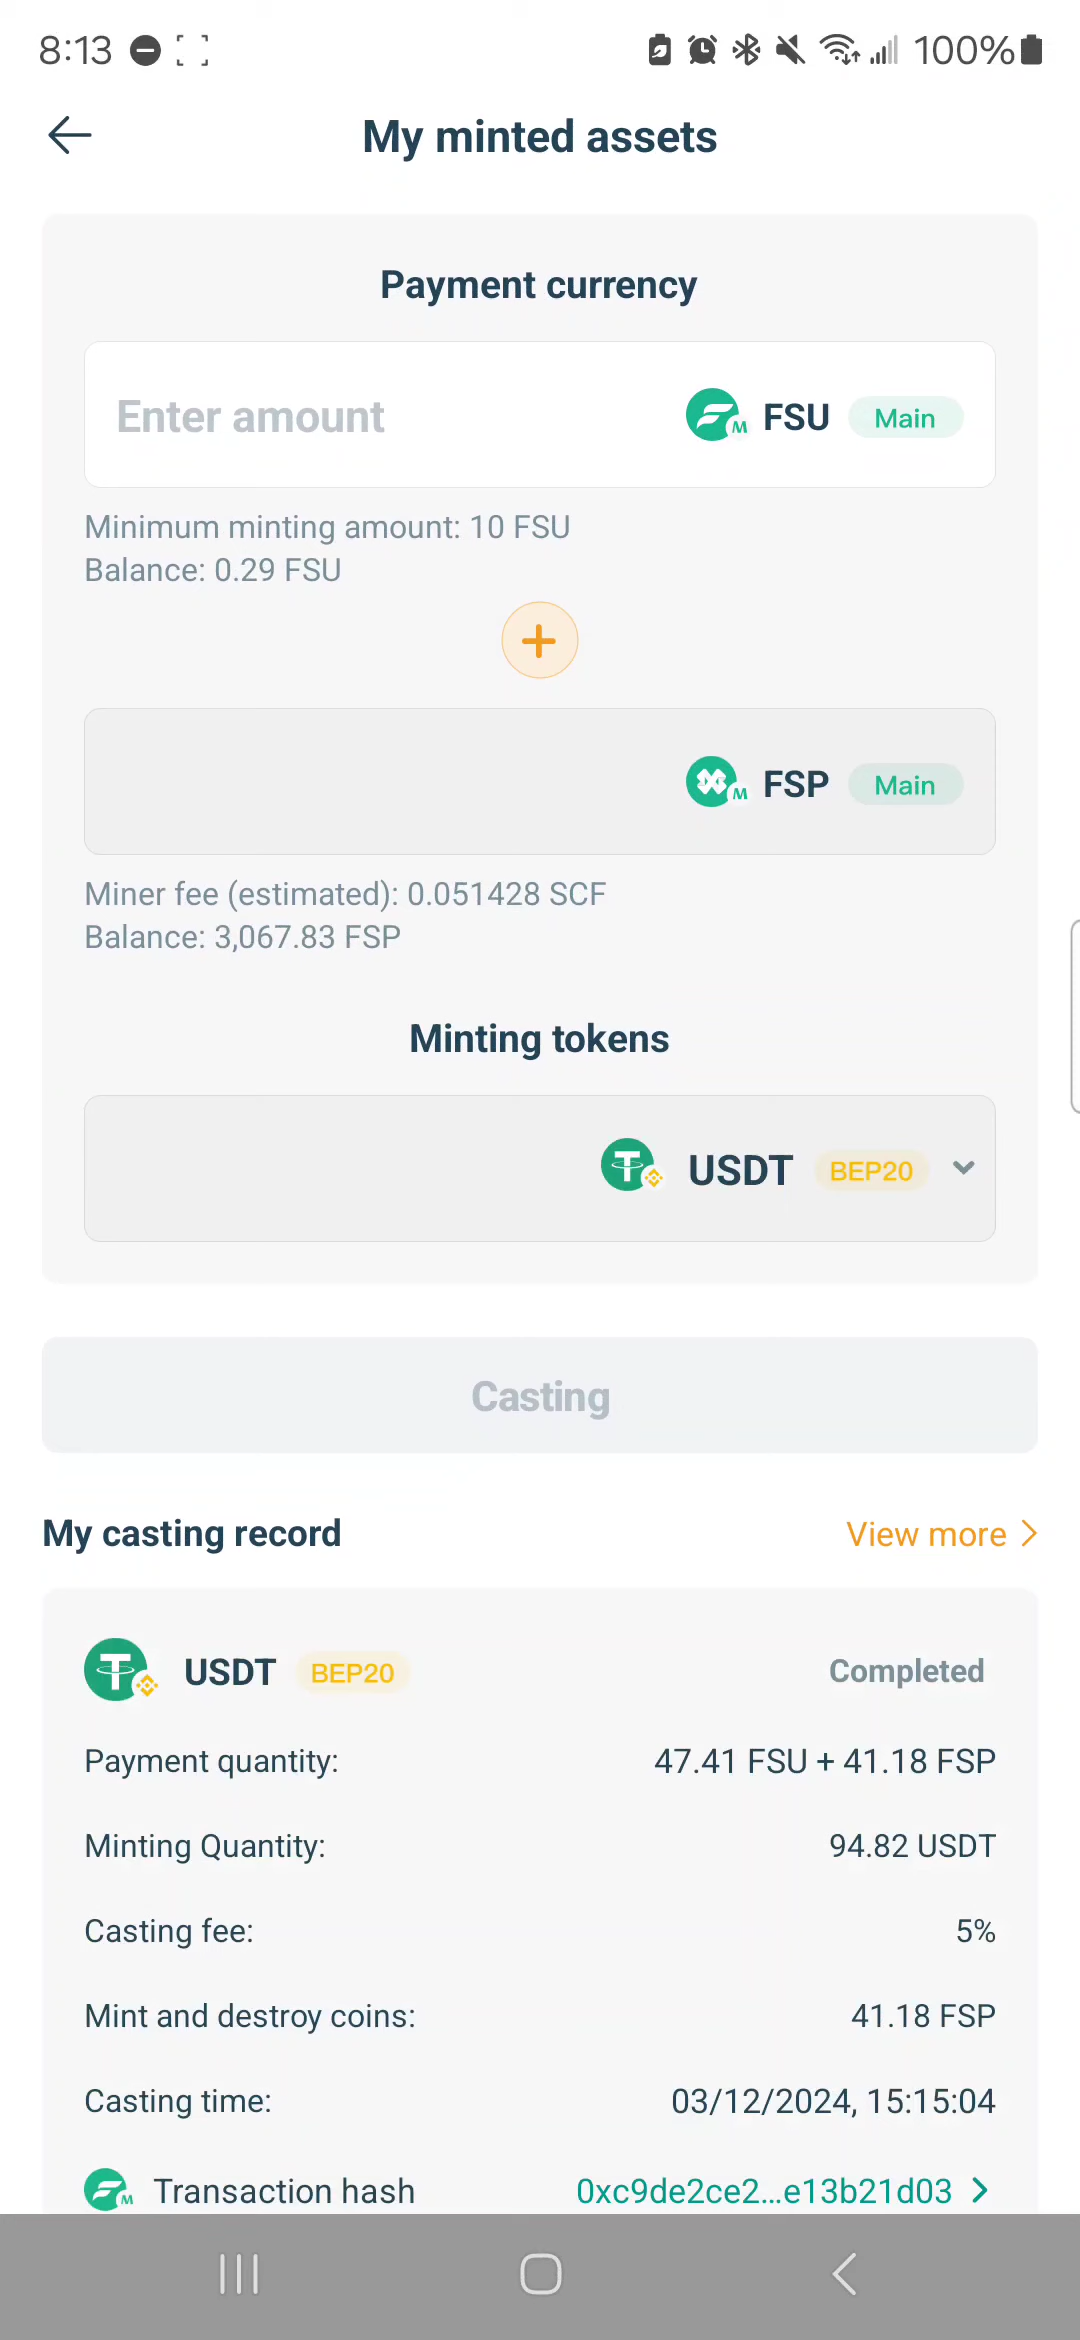 8:13 100%
My minted assets
Payment currency
Enter amount FSU Main
Minimum minting amount: 10 FSU
Balance: 0.29 FSU
FSP Main
Miner fee (estimated): 0.051428 SCF
Balance: 3,067.83 FSP
Minting tokens
USDT BEP20
Casting
My casting record View more
USDT BEP20 Completed
Payment quantity: 47.41 FSU + 41.18 FSP
Minting Quantity: 94.82 USDT
Casting fee: 5%
Mint and destroy coins: 41.18 FSP
Casting time: 03/12/2024, 15:15:04
Transaction hash 0xc9de2ce2...e13b21d03